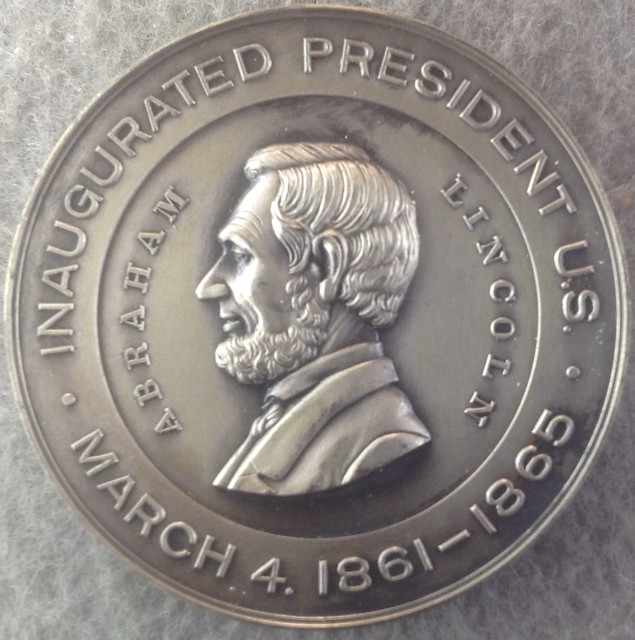 INAUGURATED PRESIDENT U.S.
ABRAHAM LINCOLN
MARCH 4. 1861-1865